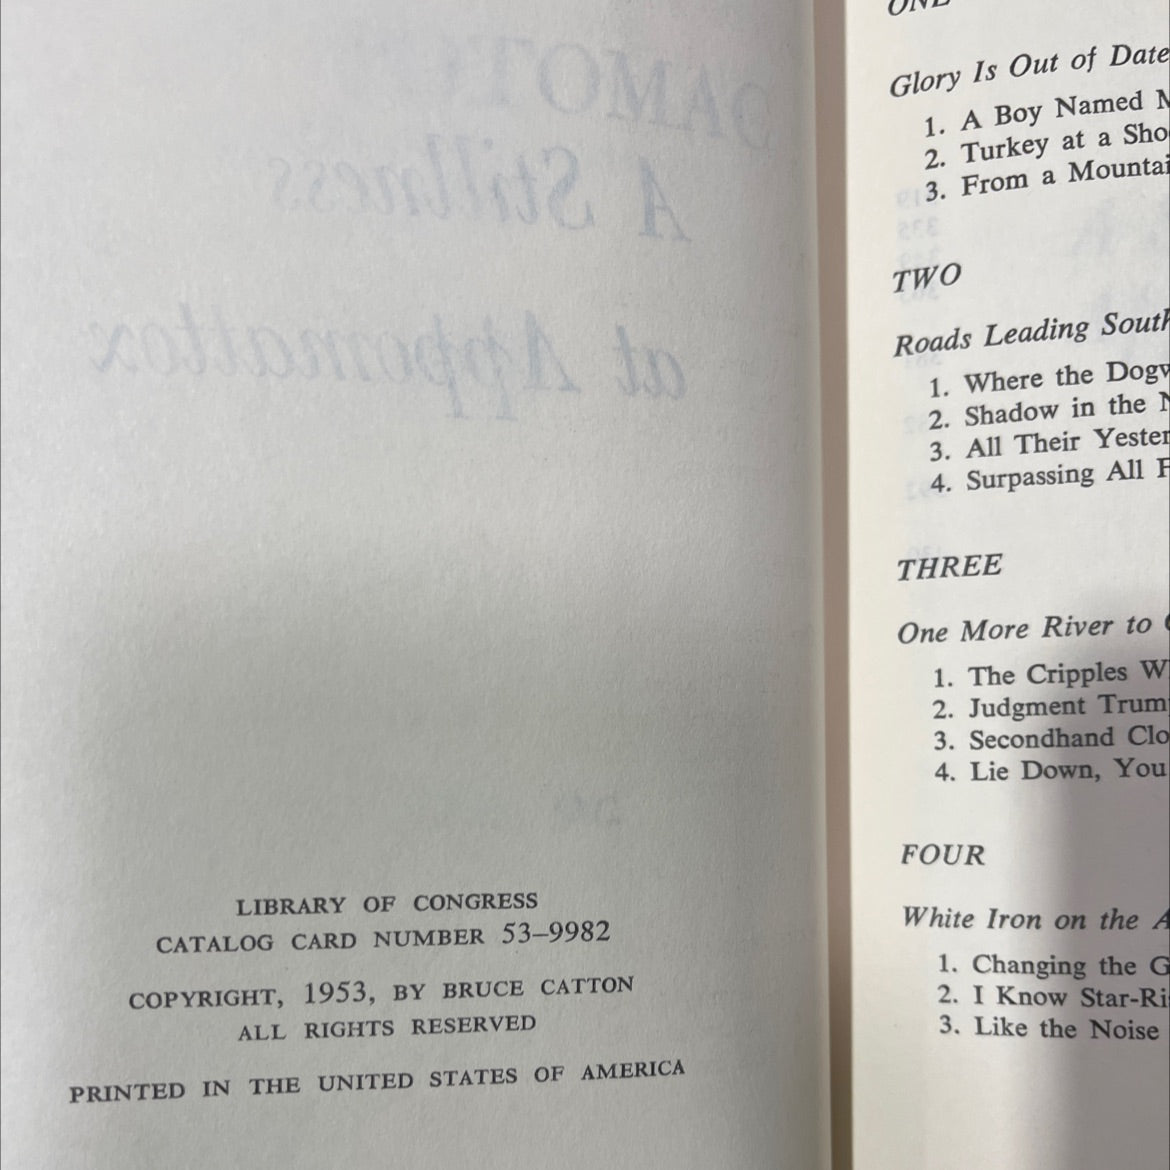 A Stillness
at Appomattox
LIBRARY OF CONGRESS
CATALOG CARD NUMBER 53–9982
COPYRIGHT, 1953, BY BRUCE CATTON
ALL RIGHTS RESERVED
PRINTED IN THE UNITED STATES OF AMERICA
ONE
Glory Is Out of Date
1. A Boy Named
2. Turkey at a
3. From a
TWO
Roads Leading
1. Where the
2. Shadow in the
3. All Their
4. Surpassing All
THREE
One More River to
1. The Cripples
2. Judgment
3. Secondhand
4. Lie Down, You
FOUR
White Iron on the
1. Changing the
2. I Know
3. Like the Noise